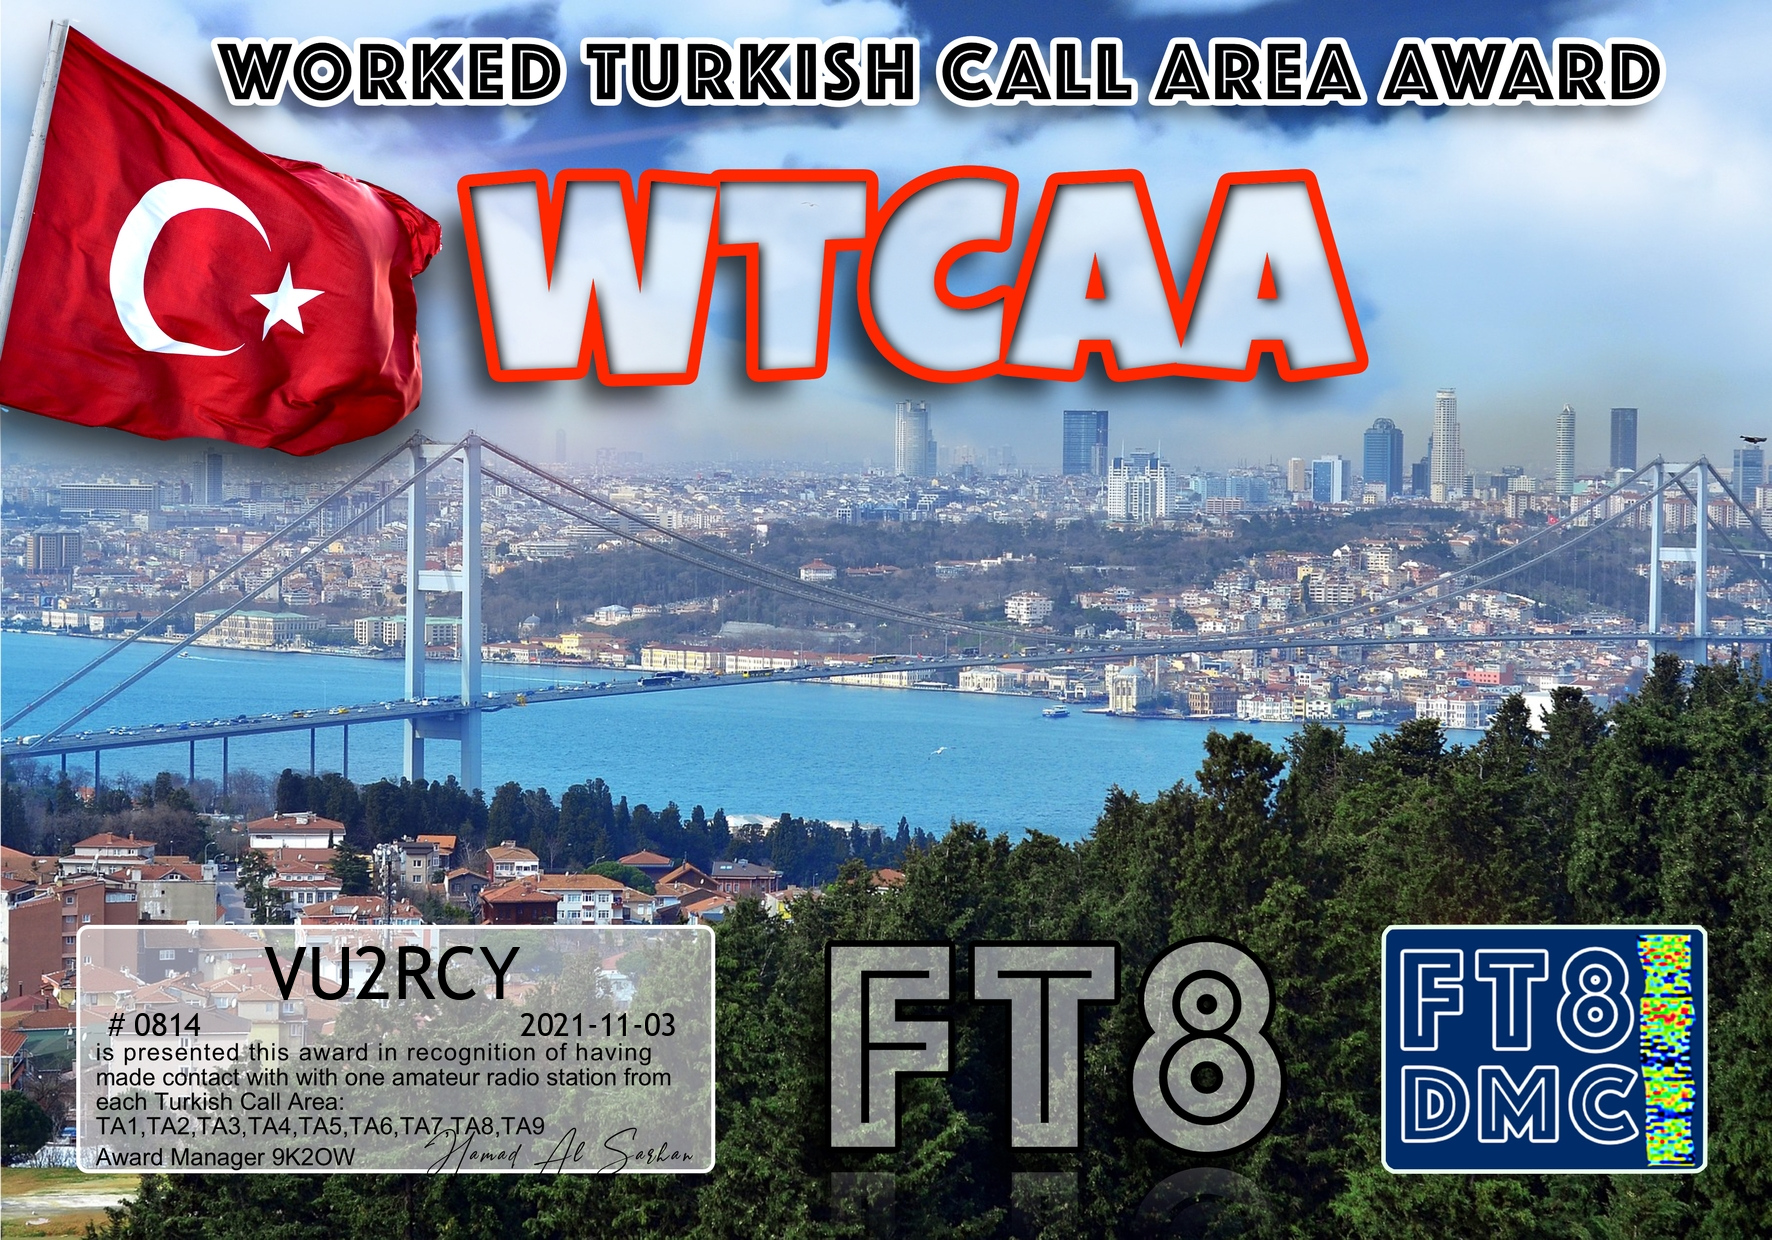 WORKED TURKISH CALL AREA AWARD
WTCAA
VU2RCY
# 0814 2021-11-03
is presented this award in recognition of having
made contact with with one amateur radio station from
each Turkish Call Area:
TA1,TA2,TA3,TA4,TA5,TA6,TA7,TA8,TA9
Award Manager 9K2OW Hamad Al Sarhan
FT8
FT8
DMC